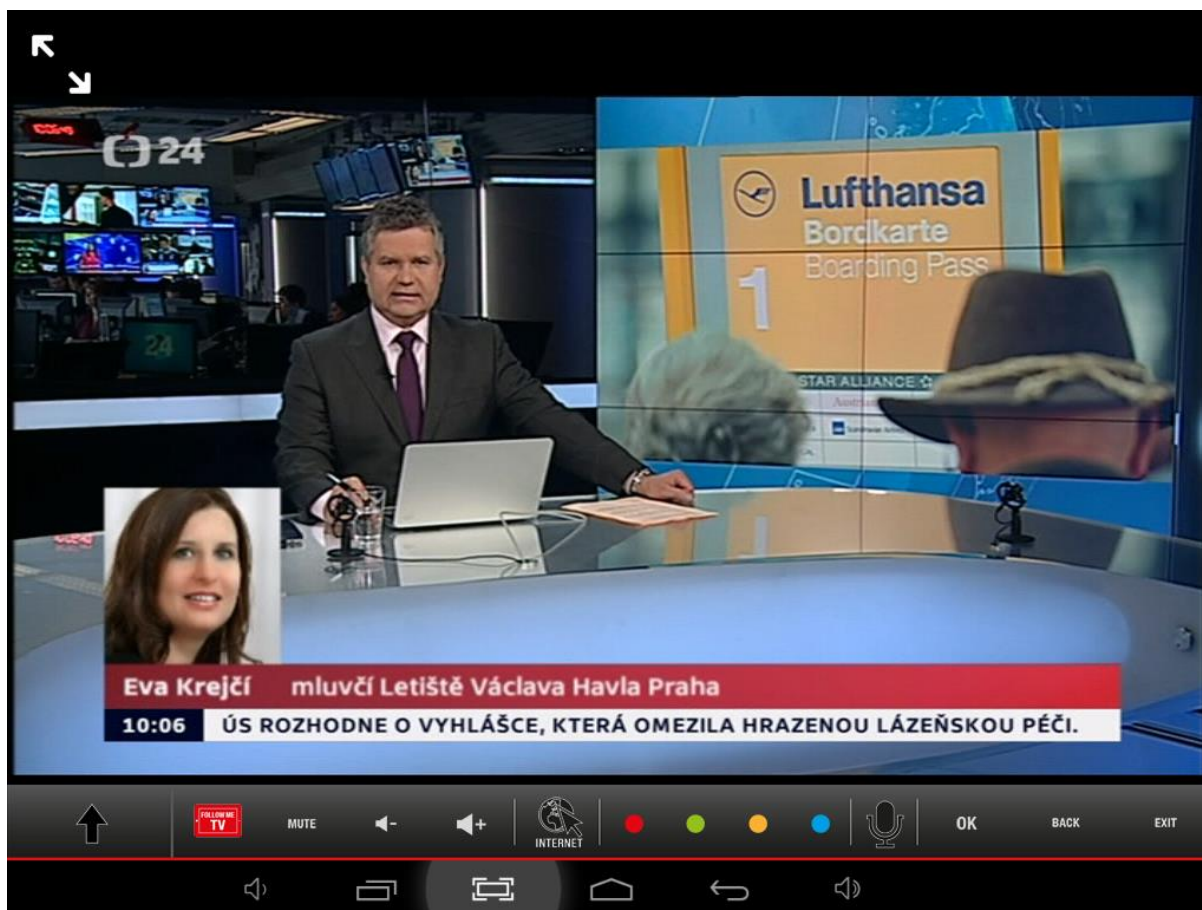 24
Lufthansa
Bordkarte
Boarding Pass
1
STAR ALLIANCE
24
Eva Krejčí mluvčí Letiště Václava Havla Praha
10:06 ÚS ROZHODNE O VYHLÁŠCE, KTERÁ OMEZILA HRAZENOU LÁZEŇSKOU PÉČI.
FOLLOW ME
TV
MUTE
-
+
INTERNET
OK
BACK
EXIT